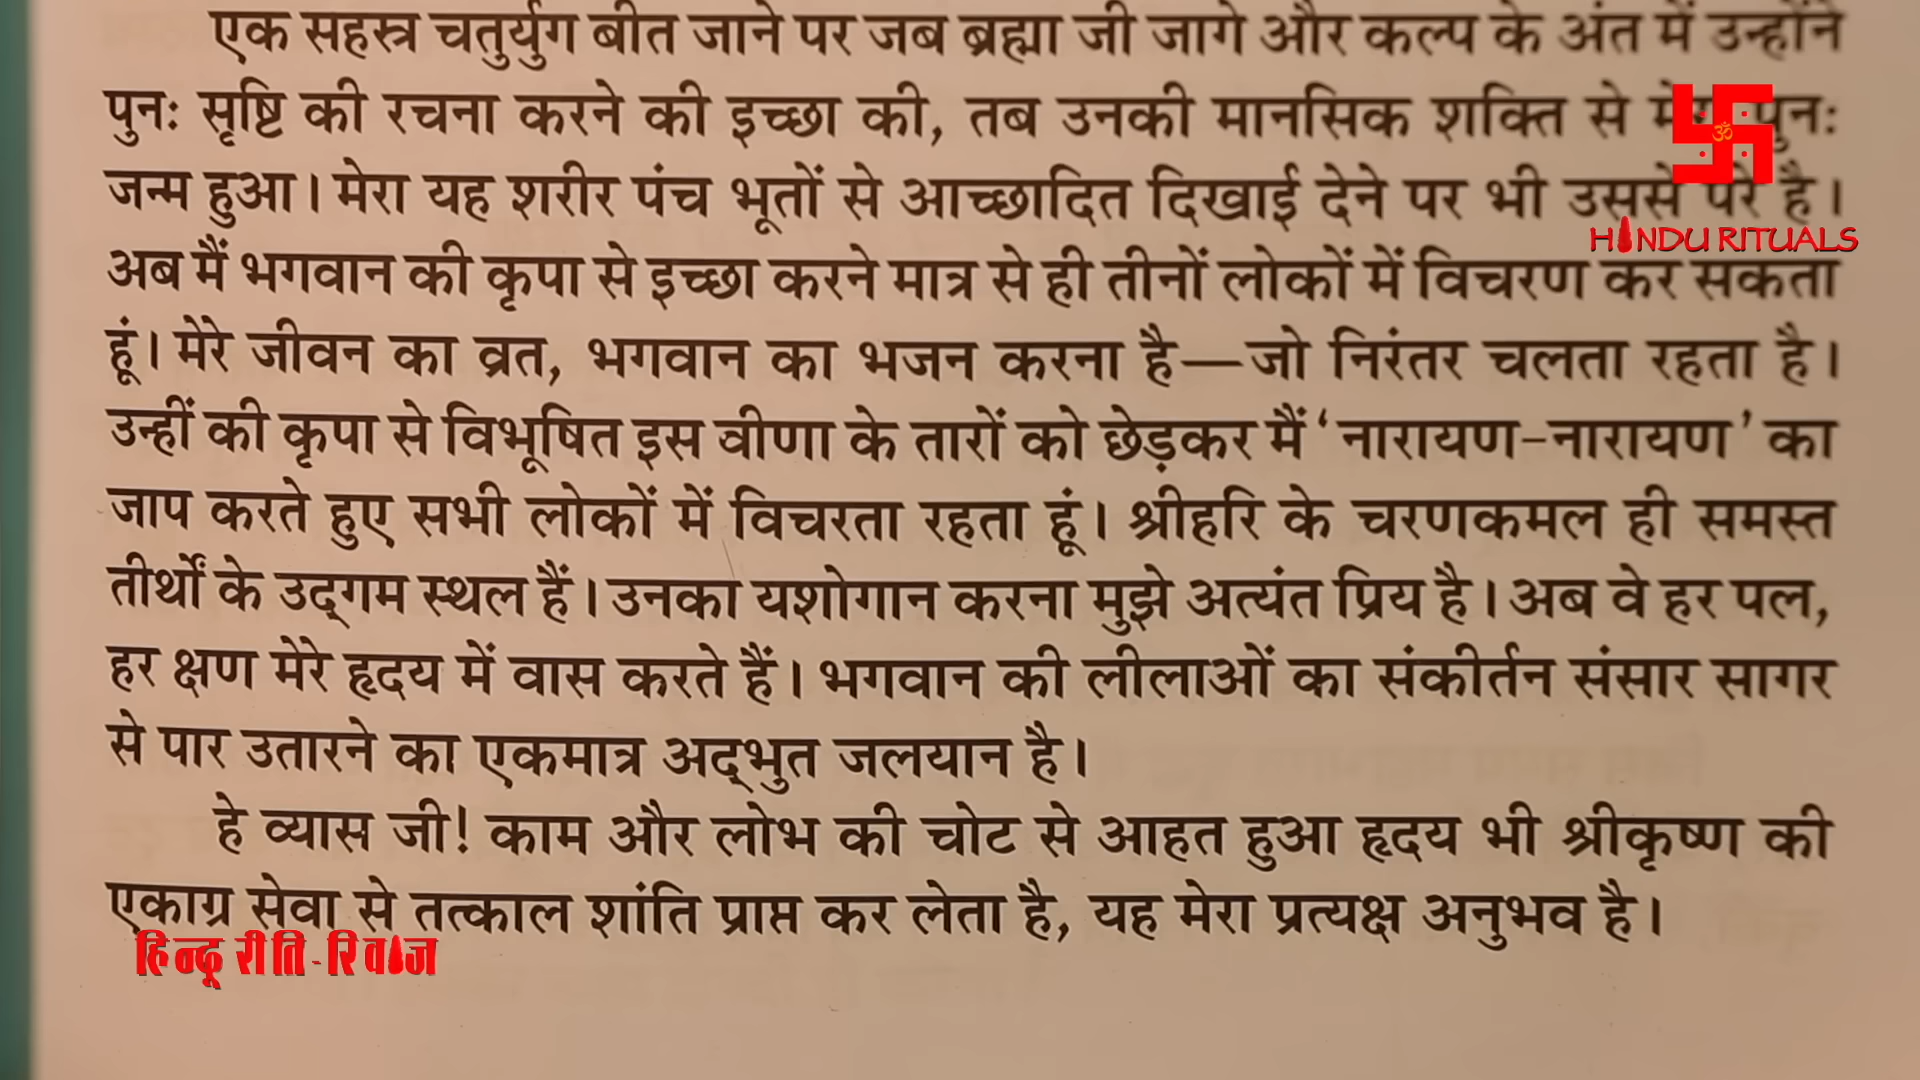 एक सहस्त्र चतुर्युग बीत जाने पर जब ब्रह्मा जी जागे और कल्प के अंत में उन्होंने
पुनः सृष्टि की रचना करने की इच्छा की, तब उनकी मानसिक शक्ति से पुनः
जन्म हुआ। मेरा यह शरीर पंच भूतों से आच्छादित दिखाई देने पर भी उससे परे है।
अब मैं भगवान की कृपा से इच्छा करने मात्र से ही तीनों लोकों में विचरण कर सकता
हूं। मेरे जीवन का व्रत, भगवान का भजन करना है—जो निरंतर चलता रहता है।
उन्हीं की कृपा से विभूषित इस वीणा के तारों को छेड़कर मैं ‘नारायण-नारायण’ का
जाप करते हुए सभी लोकों में विचरता रहता हूं। श्रीहरि के चरणकमल ही समस्त
तीर्थों के उद्‌गम स्थल हैं। उनका यशोगान करना मुझे अत्यंत प्रिय है। अब वे हर पल,
हर क्षण मेरे हृदय में वास करते हैं। भगवान की लीलाओं का संकीर्तन संसार सागर
से पार उतारने का एकमात्र अद्‌भुत जलयान है।
हे व्यास जी! काम और लोभ की चोट से आहत हुआ हृदय भी श्रीकृष्ण की
एकाग्र सेवा से तत्काल शांति प्राप्त कर लेता है, यह मेरा प्रत्यक्ष अनुभव है।
ॐ
HINDU RITUALS
हिन्दू रीति-रिवाज